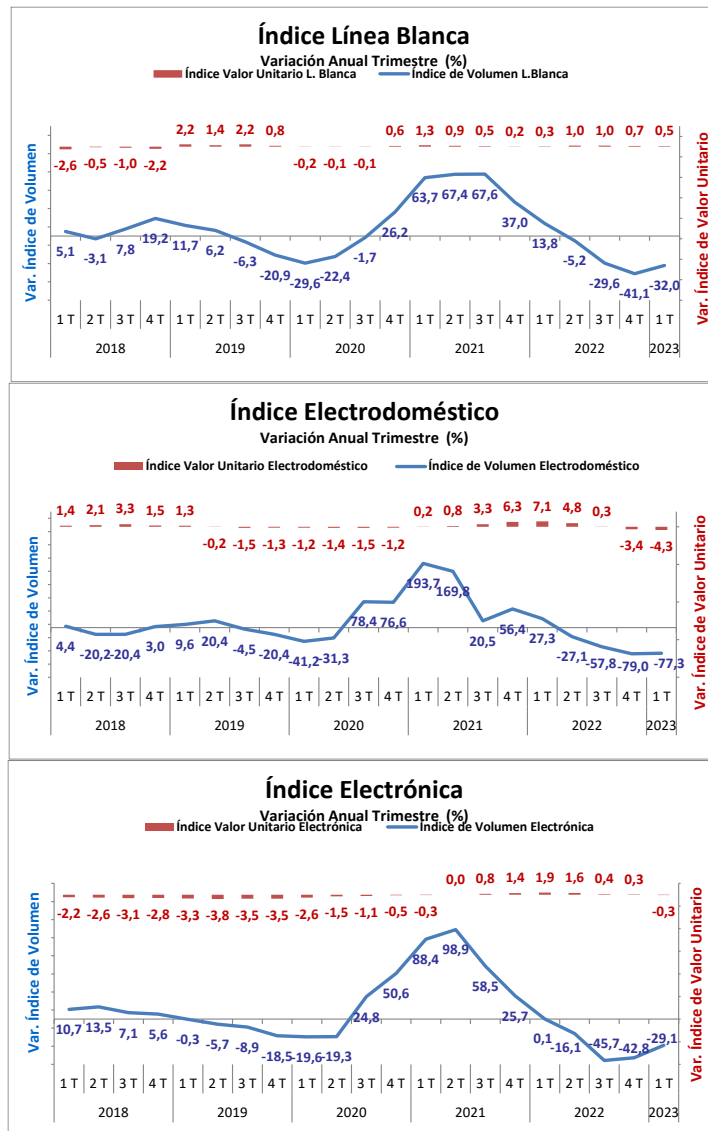 Índice Línea Blanca
Variación Anual Trimestre (%)
Índice Valor Unitario L. Blanca Índice de Volumen L.Blanca
Var. Índice de Volumen
Var. Índice de Valor Unitario
-2,6 -0,5 -1,0 -2,2 2,2 1,4 2,2 0,8 -0,2 -0,1 -0,1 0,6 1,3 0,9 0,5 0,2 0,3 1,0 1,0 0,7 0,5
5,1 -3,1 7,8 19,2 11,7 6,2 -6,3 -20,9 -29,6 -22,4 -1,7 26,2 63,7 67,4 67,6 37,0 13,8 -5,2 -29,6 -41,1 -32,0
1 T 2 T 3 T 4 T 1 T 2 T 3 T 4 T 1 T 2 T 3 T 4 T 1 T 2 T 3 T 4 T 1 T 2 T 3 T 4 T 1 T
2018 2019 2020 2021 2022 2023
Índice Electrodoméstico
Variación Anual Trimestre (%)
Índice Valor Unitario Electrodoméstico Índice de Volumen Electrodoméstico
Var. Índice de Volumen
Var. Índice de Valor Unitario
1,4 2,1 3,3 1,5 1,3 -0,2 -1,5 -1,3 -1,2 -1,4 -1,5 -1,2 0,2 0,8 3,3 6,3 7,1 4,8 0,3 -3,4 -4,3
4,4 -20,2 -20,4 3,0 9,6 20,4 -4,5 -20,4 -41,2 -31,3 78,4 76,6 193,7 169,8 20,5 56,4 27,3 -27,1 -57,8 -79,0 -77,3
1 T 2 T 3 T 4 T 1 T 2 T 3 T 4 T 1 T 2 T 3 T 4 T 1 T 2 T 3 T 4 T 1 T 2 T 3 T 4 T 1 T
2018 2019 2020 2021 2022 2023
Índice Electrónica
Variación Anual Trimestre (%)
Índice Valor Unitario Electrónica Índice de Volumen Electrónica
Var. Índice de Volumen
Var. Índice de Valor Unitario
-2,2 -2,6 -3,1 -2,8 -3,3 -3,8 -3,5 -3,5 -2,6 -1,5 -1,1 -0,5 -0,3 0,0 0,8 1,4 1,9 1,6 0,4 0,3 -0,3
10,7 13,5 7,1 5,6 -0,3 -5,7 -8,9 -18,5 -19,6 -19,3 24,8 50,6 88,4 98,9 58,5 25,7 0,1 -16,1 -45,7 -42,8 -29,1
1 T 2 T 3 T 4 T 1 T 2 T 3 T 4 T 1 T 2 T 3 T 4 T 1 T 2 T 3 T 4 T 1 T 2 T 3 T 4 T 1 T
2018 2019 2020 2021 2022 2023